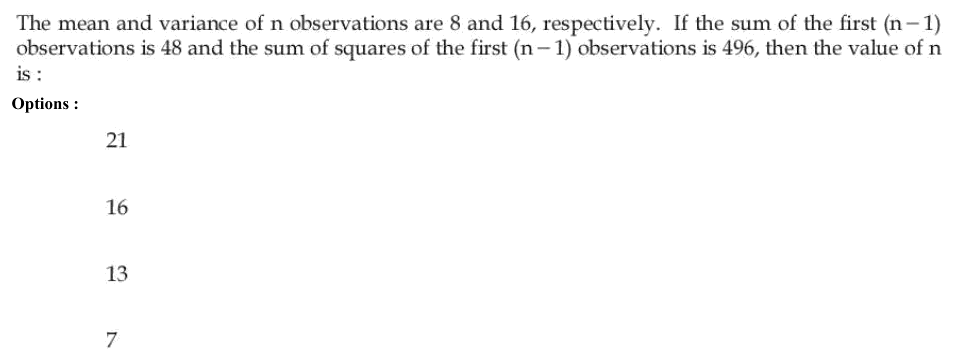 The mean and variance of n observations are 8 and 16, respectively. If the sum of the first (n−1)
observations is 48 and the sum of squares of the first (n−1) observations is 496, then the value of n
is :
Options :
21
16
13
7